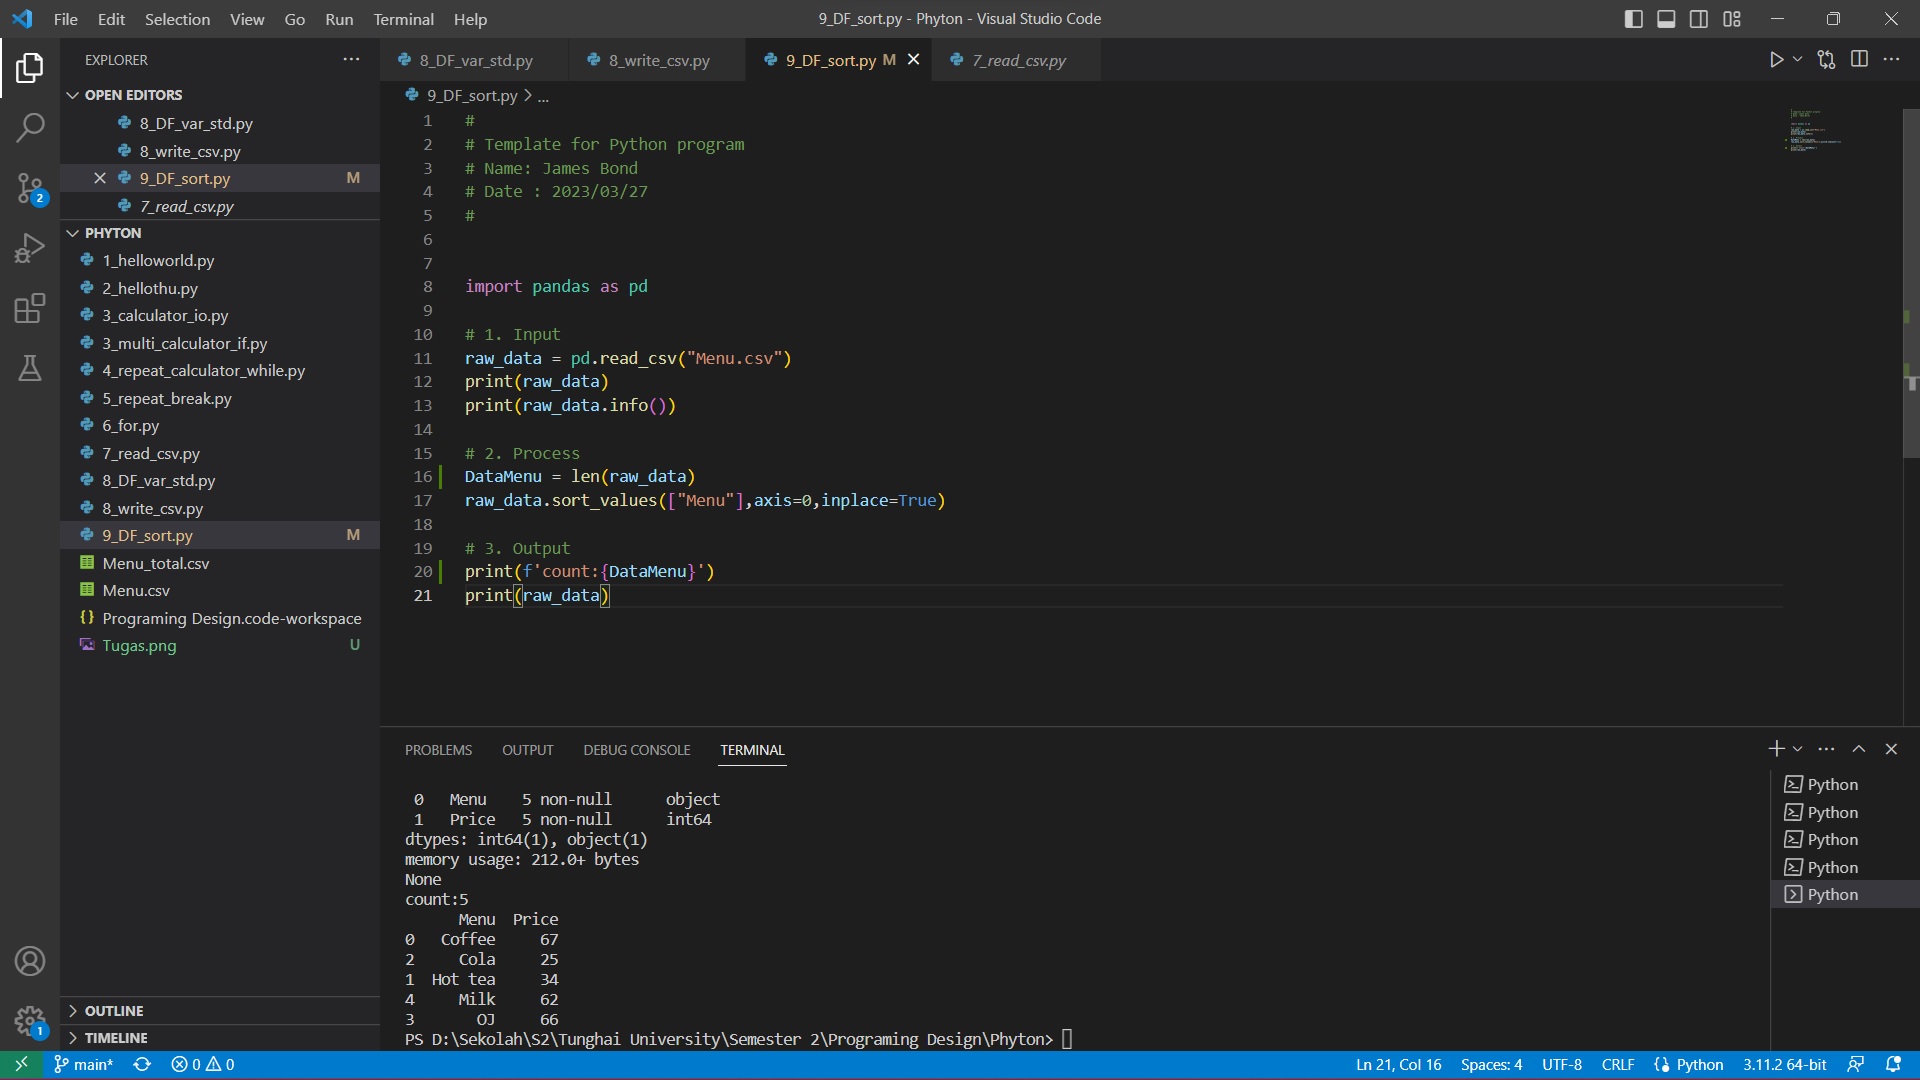 File Edit Selection View Go Run Terminal Help
9_DF_sort.py - Phyton - Visual Studio Code
EXPLORER
OPEN EDITORS
8_DF_var_std.py
8_write_csv.py
9_DF_sort.py M
7_read_csv.py
PHYTON
1_helloworld.py
2_hellothu.py
3_calculator_io.py
3_multi_calculator_if.py
4_repeat_calculator_while.py
5_repeat_break.py
6_for.py
7_read_csv.py
8_DF_var_std.py
8_write_csv.py
9_DF_sort.py M
Menu_total.csv
Menu.csv
Programing Design.code-workspace
Tugas.png U
OUTLINE
TIMELINE
2
1
8_DF_var_std.py 8_write_csv.py 9_DF_sort.py M 7_read_csv.py
9_DF_sort.py > ...
1 #
2 # Template for Python program
3 # Name: James Bond
4 # Date : 2023/03/27
5 #
6
7
8 import pandas as pd
9
10 # 1. Input
11 raw_data = pd.read_csv("Menu.csv")
12 print(raw_data)
13 print(raw_data.info())
14
15 # 2. Process
16 DataMenu = len(raw_data)
17 raw_data.sort_values(["Menu"],axis=0,inplace=True)
18
19 # 3. Output
20 print(f'count:{DataMenu}')
21 print(raw_data)
PROBLEMS OUTPUT DEBUG CONSOLE TERMINAL
0 Menu 5 non-null object
1 Price 5 non-null int64
dtypes: int64(1), object(1)
memory usage: 212.0+ bytes
None
count:5
Menu Price
0 Coffee 67
2 Cola 25
1 Hot tea 34
4 Milk 62
3 OJ 66
PS D:\Sekolah\S2\Tunghai University\Semester 2\Programing Design\Phyton>
Python
Python
Python
Python
Python
main* 0 0 Ln 21, Col 16 Spaces: 4 UTF-8 CRLF Python 3.11.2 64-bit